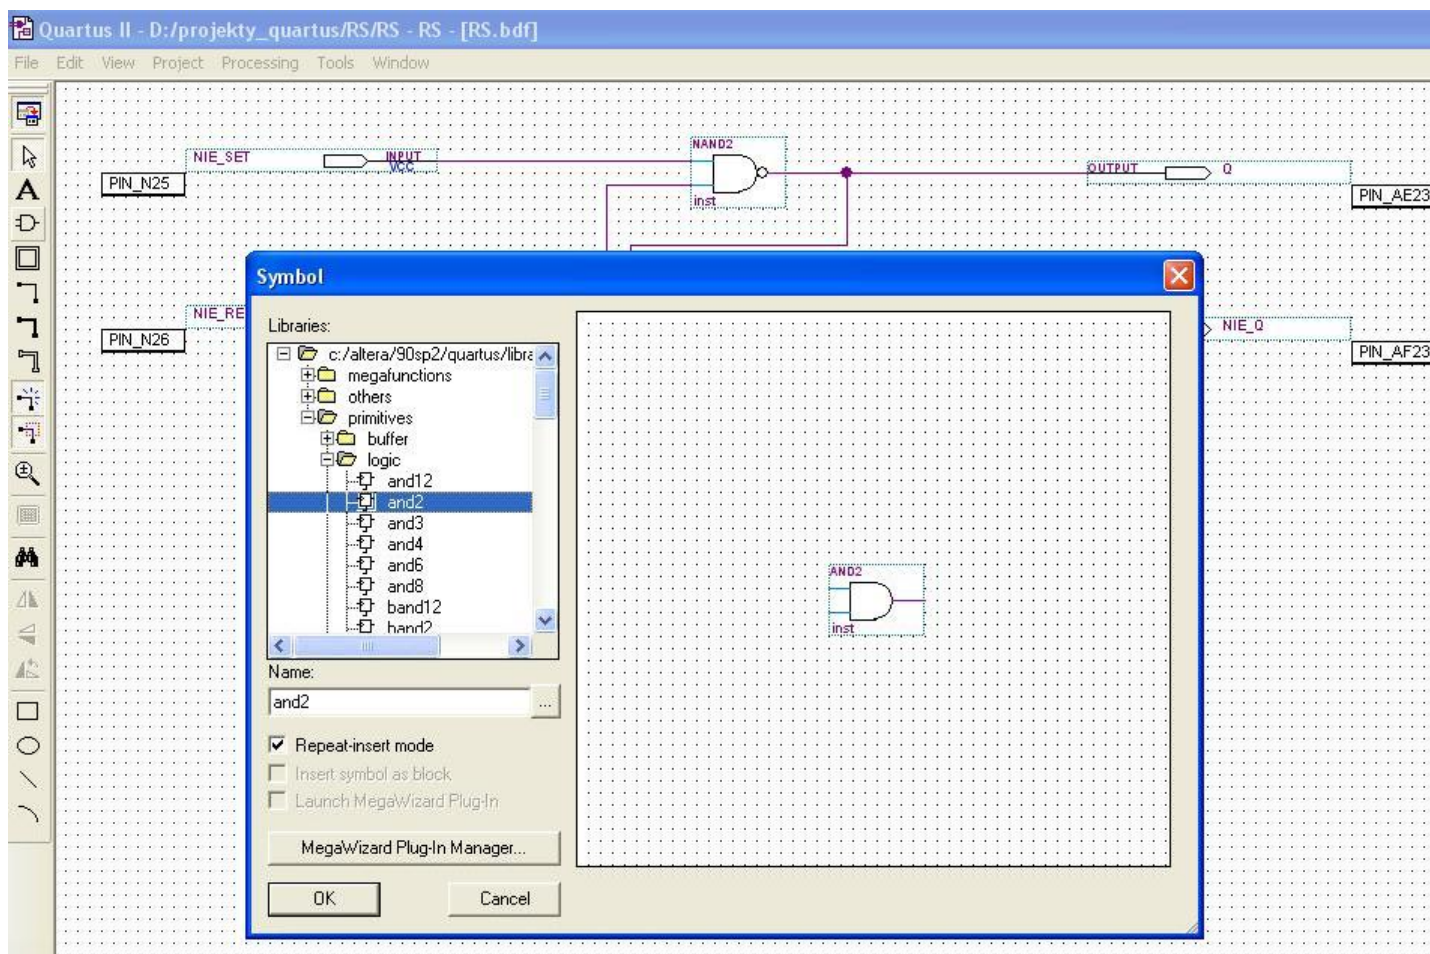 Quartus II - D:/projekty_quartus/RS/RS - RS - [RS.bdf]
File Edit View Project Processing Tools Window
NAND2
NIE_SET INPUT
VCC
OUTPUT Q
PIN_N25
PIN_AE23
inst
Symbol
NIE_RE
NIE_Q
PIN_N26
PIN_AF23
Libraries:
c:/altera/90sp2/quartus/libra
megafunctions
others
primitives
buffer
logic
and12
and2
and3
and4
and6
and8
band12
band2
Name:
and2
...
Repeat-insert mode
Insert symbol as block
Launch MegaWizard Plug-In
MegaWizard Plug-In Manager...
OK Cancel
AND2
inst